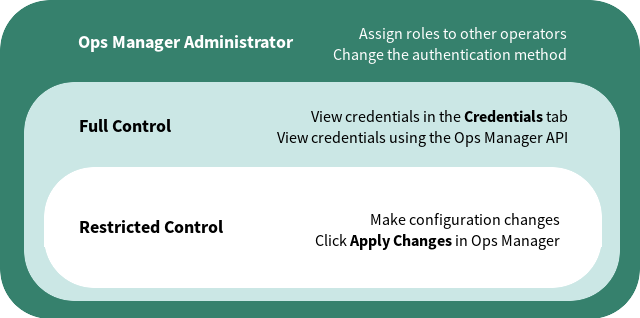 Ops Manager Administrator
Assign roles to other operators
Change the authentication method
Full Control
View credentials in the Credentials tab
View credentials using the Ops Manager API
Restricted Control
Make configuration changes
Click Apply Changes in Ops Manager